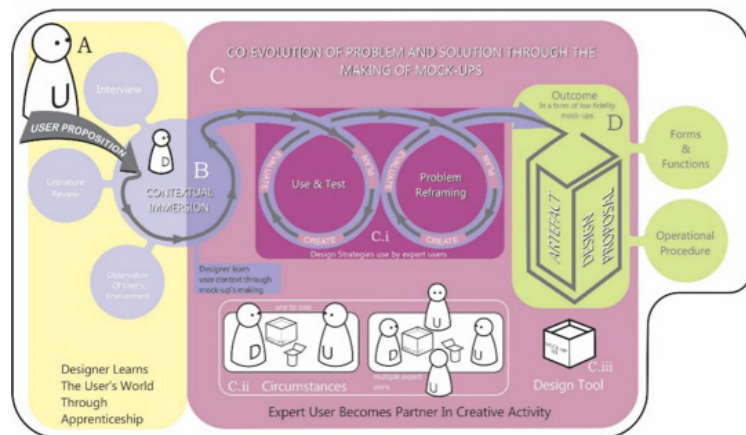 A
U
USER PROPOSITION
Interview
Literature
Review
Observation
Of User's
Environment
D
B
CONTEXTUAL
IMMERSION
Designer learn
user context through
mock-up's making
Designer Learns
The User's World
Through
Apprenticeship
C
CO-EVOLUTION OF PROBLEM AND SOLUTION THROUGH THE
MAKING OF MOCK-UPS
EVALUATE
PLAN
Use & Test
CREATE
EVALUATE
PLAN
Problem
Reframing
CREATE
C.i
Design Strategies use by expert users
one to one
D
U
C.ii
Circumstances
U
D
U
U
multiple expert
users
MOCK UP
C.iii
Design Tool
Expert User Becomes Partner In Creative Activity
Outcome
In a form of low fidelity
mock-ups
D
ARTEFACT
DESIGN
PROPOSAL
Forms
&
Functions
Operational
Procedure